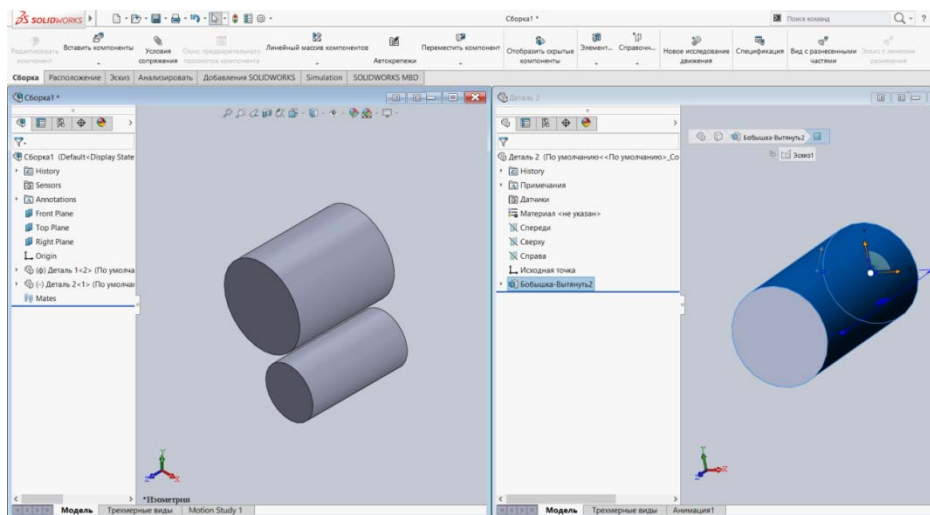 SOLIDWORKS
Сборка1 *
Поиск команд
Редактировать компонент
Вставить компоненты
Условия сопряжения
Окно предварительного просмотра компонента
Линейный массив компонентов
Автокрепежи
Переместить компонент
Отобразить скрытые компоненты
Элемент...
Справочн...
Новое исследование движения
Спецификация
Вид с разнесенными частями
Эскиз с линиями разнесения
Сборка Расположение Эскиз Анализировать Добавления SOLIDWORKS Simulation SOLIDWORKS MBD
Сборка1 *
Сборка1 (Default<Display State
History
Sensors
Annotations
Front Plane
Top Plane
Right Plane
Origin
(ф) Деталь 1<2> (По умолча
(-) Деталь 2<1> (По умолчан
Mates
*Изометрия
Модель Трехмерные виды Motion Study 1
Деталь 2
Деталь 2 (По умолчанию<<По умолчанию>_Со
History
Примечания
Датчики
Материал <не указан>
Спереди
Сверху
Справа
Исходная точка
Бобышка-Вытянуть2
Бобышка-Вытянуть2
Эскиз1
Модель Трехмерные виды Анимация1